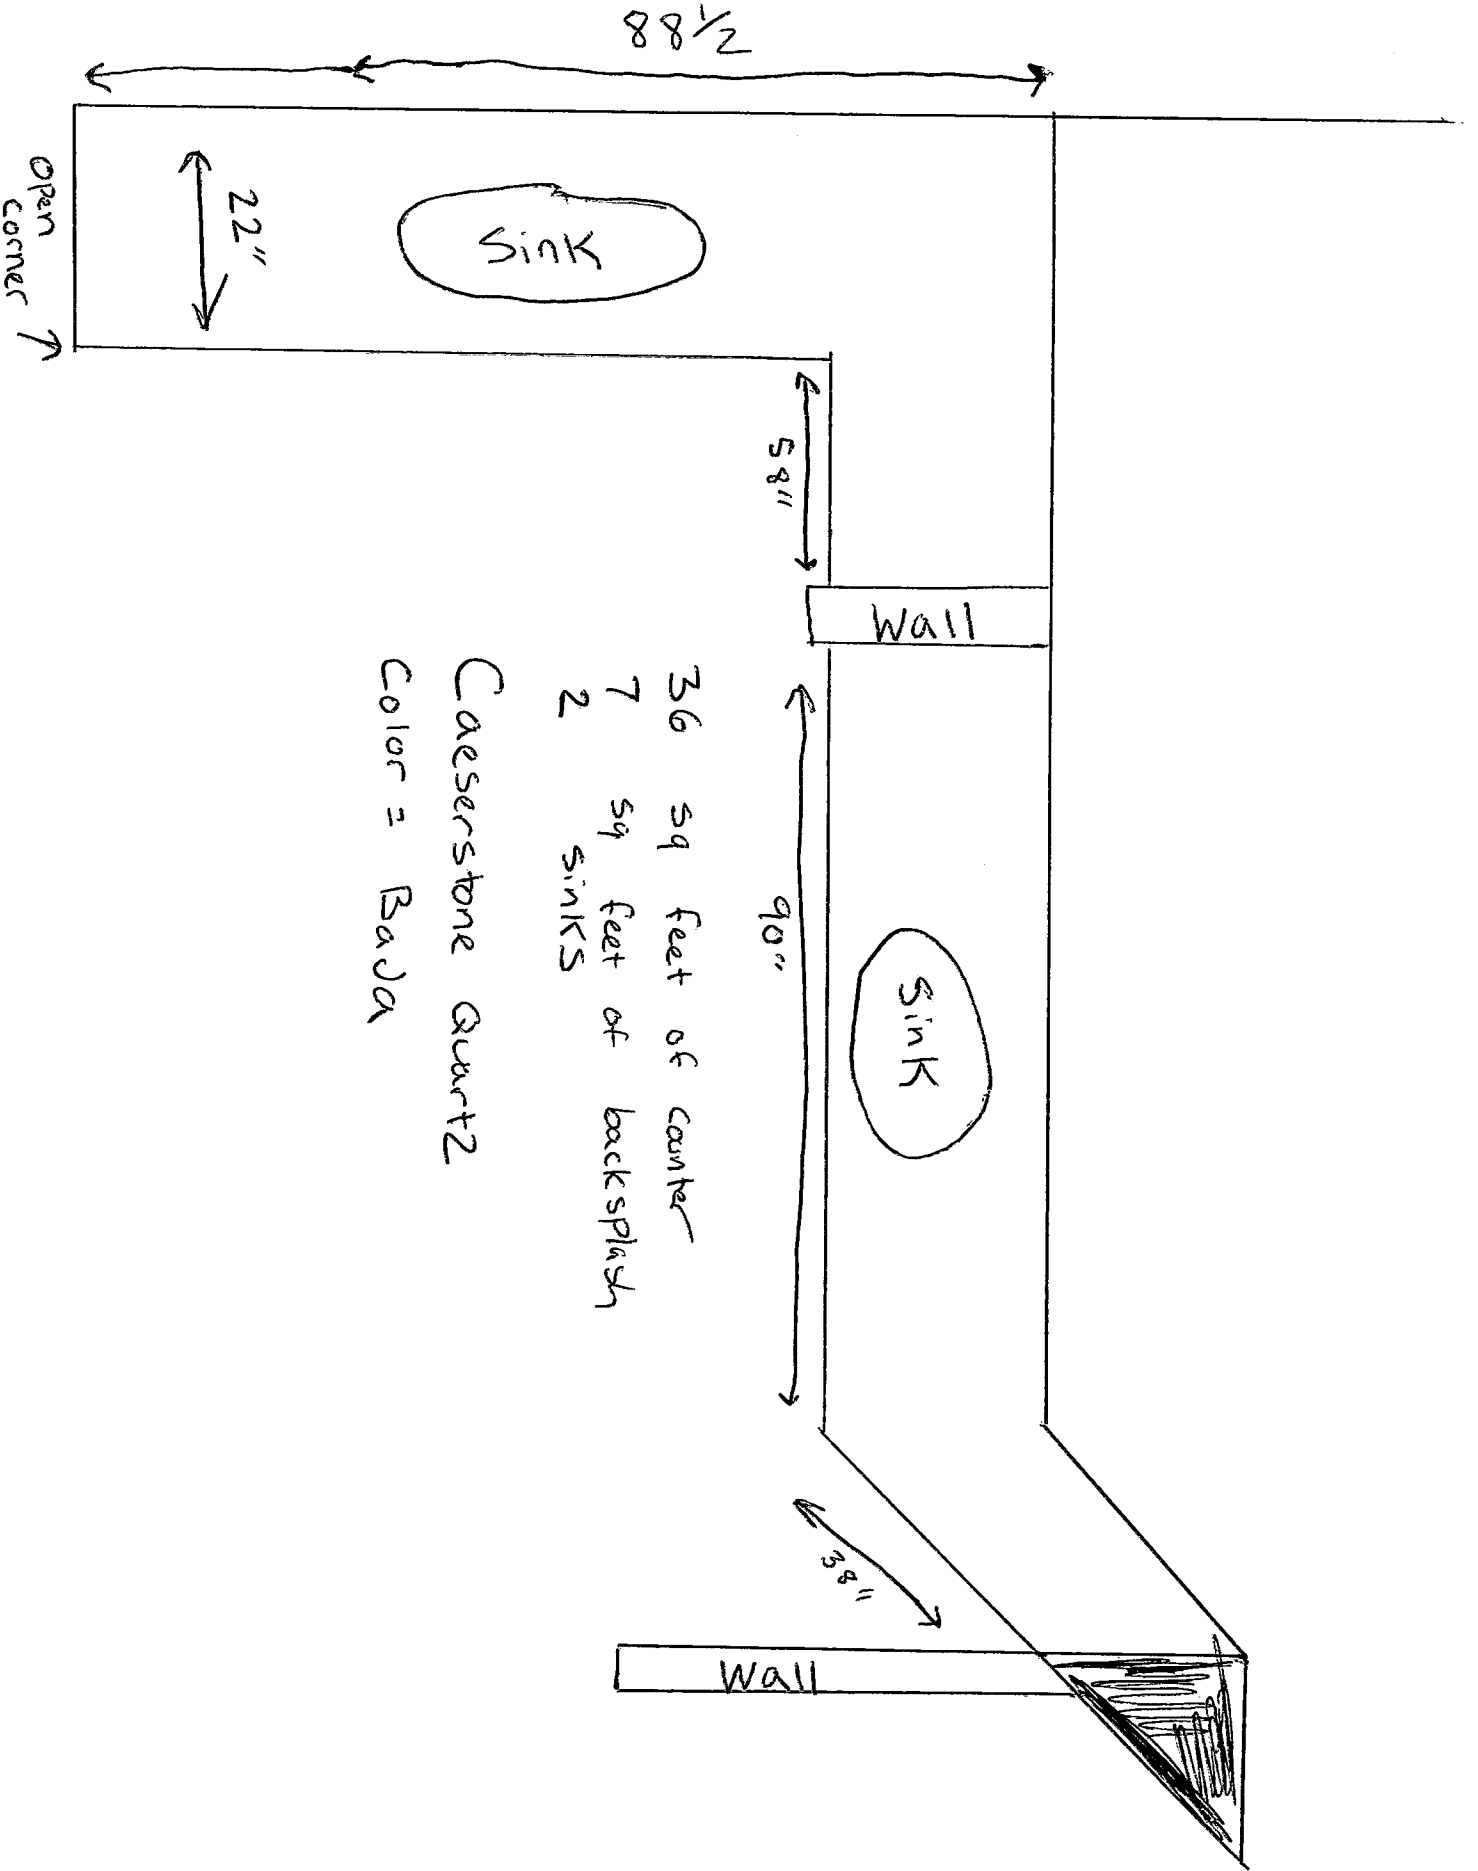 88 1/2
Open
corner
22"
Sink
58"
Wall
90"
Sink
38"
Wall
36 sq feet of counter
7 sq feet of backsplash
2 sinks
Caeserstone Quartz
Color = BaJa